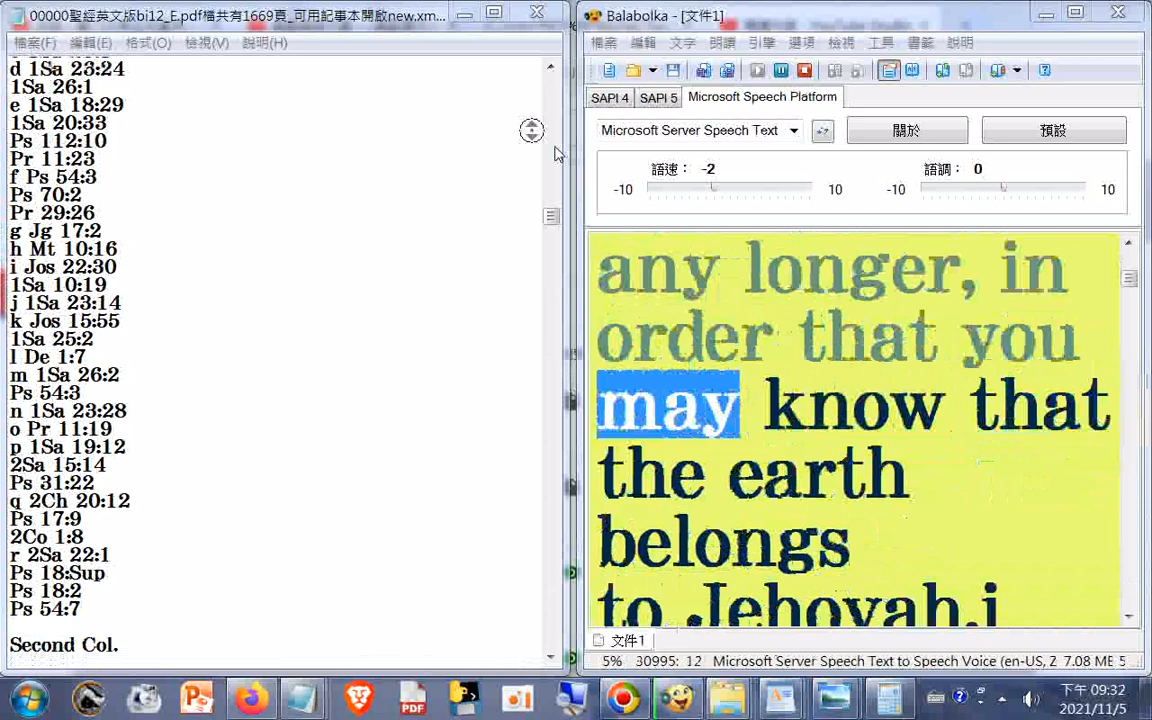 00000聖經英文版bi12_E.pdf檔共有1669頁_可用記事本開啟new.xm...
檔案(F) 編輯(E) 格式(O) 檢視(V) 說明(H)
d 1Sa 23:24
1Sa 26:1
e 1Sa 18:29
1Sa 20:33
Ps 112:10
Pr 11:23
f Ps 54:3
Ps 70:2
Pr 29:26
g Jg 17:2
h Mt 10:16
i Jos 22:30
1Sa 10:19
j 1Sa 23:14
k Jos 15:55
1Sa 25:2
l De 1:7
m 1Sa 26:2
Ps 54:3
n 1Sa 23:28
o Pr 11:19
p 1Sa 19:12
2Sa 15:14
Ps 31:22
q 2Ch 20:12
Ps 17:9
2Co 1:8
r 2Sa 22:1
Ps 18:Sup
Ps 18:2
Ps 54:7
Second Col.
Balabolka - [文件1]
檔案 編輯 文字 朗讀 引擎 選項 檢視 工具 書籤 說明
SAPI 4 SAPI 5 Microsoft Speech Platform
Microsoft Server Speech Text 關於 預設
語速： -2 語調： 0
-10 10 -10 10
any longer, in
order that you
may know that
the earth
belongs
to Jehovah.j
文件1
5% 30995: 12 Microsoft Server Speech Text to Speech Voice (en-US, 2 7.08 MB 5
PDF
下午 09:32
2021/11/5